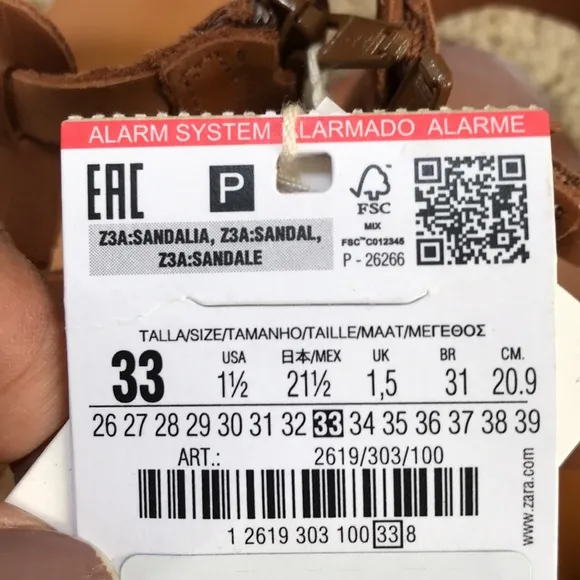 ALARM SYSTEM ALARMADO ALARME
EAC
P
FSC
MIX
FSC™C012345
P - 26266
Z3A:SANDALIA, Z3A:SANDAL,
Z3A:SANDALE
TALLA/SIZE/TAMANHO/TAILLE/MAAT/ΜΕΓΕΘΟΣ
33
USA
1½
日本/MEX
21½
UK
1,5
BR
31
CM.
20.9
26 27 28 29 30 31 32 33 34 35 36 37 38 39
ART.: 2619/303/100
1 2619 303 100 33 8
www.zara.com